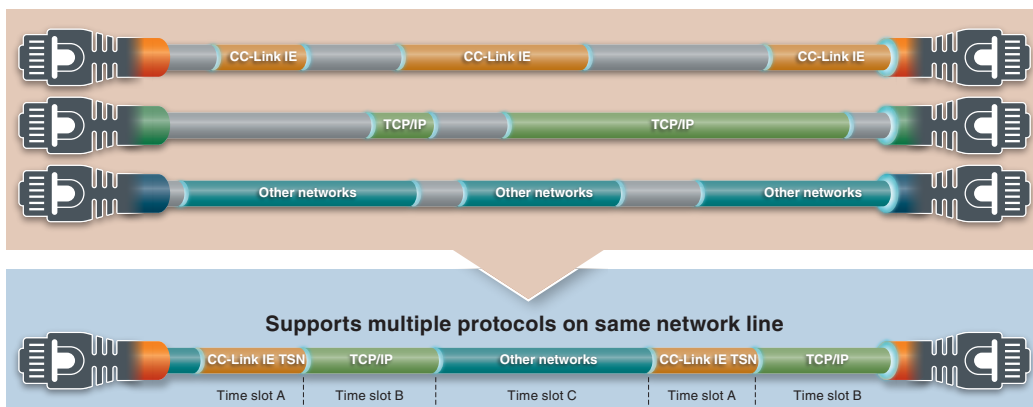 CC-Link IE CC-Link IE CC-Link IE
TCP/IP TCP/IP
Other networks Other networks Other networks
Supports multiple protocols on same network line
CC-Link IE TSN TCP/IP Other networks CC-Link IE TSN TCP/IP
Time slot A Time slot B Time slot C Time slot A Time slot B